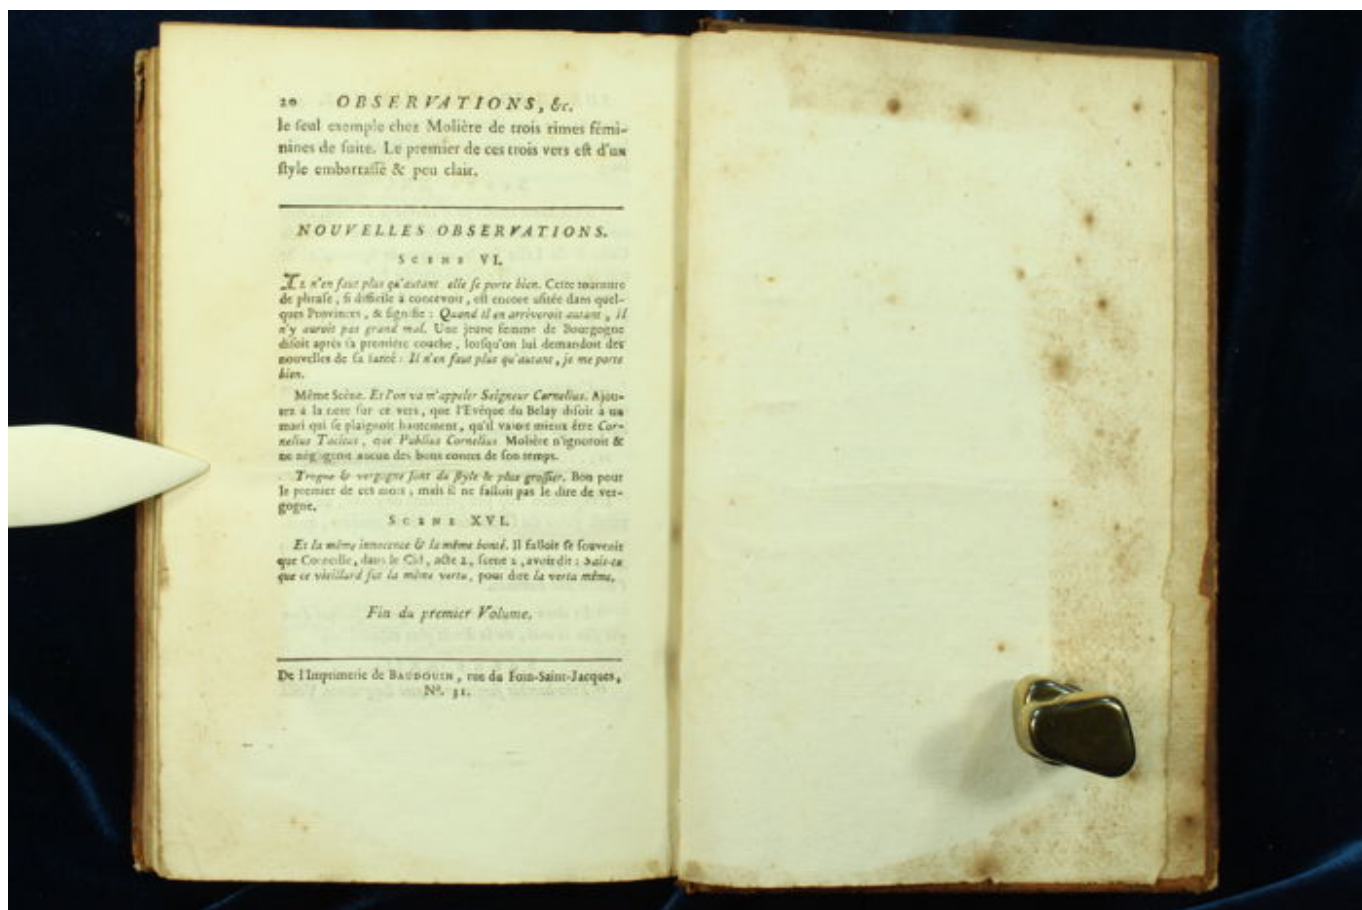 20 OBSERVATIONS, &c.
le seul exemple chez Molière de trois rimes fémi-
nines de suite. Le premier de ces trois vers est d'un
style embarrassé & peu clair.
NOUVELLES OBSERVATIONS.
SCENE VI.
IL n'en faut plus qu'autant elle se porte bien. Cette tournure
de phrase, si difficile à concevoir, est encore usitée dans quel-
ques Provinces, & signifie : Quand il en arriveroit autant, il
n'y auroit pas grand mal. Une jeune femme de Bourgogne
disoit après sa première couche, lorsqu'on lui demandoit des
nouvelles de sa santé : Il n'en faut plus qu'autant, je me porte
bien.
Même Scène. Et l'on va m'appeler Seigneur Cornelius. Ajou-
tez à la note sur ce vers, que l'Evêque du Belay disoit à un
mari qui se plaignoit hautement, qu'il valoit mieux être Cor-
nelius Tacitus, que Publius Cornelius. Molière n'ignoroit &
ne négligeoit aucun des bons contes de son temps.
Trogne & vergogne sont du style le plus grossier. Bon pour
le premier de ces mots, mais il ne falloit pas le dire de ver-
gogne.
SCENE XVI.
Et la même innocence & la même bonté. Il falloit se souvenir
que Corneille, dans le Cid, acte 2, scene 2, avoit dit : Sais-tu
que ce vieillard fut la même vertu, pour dire la vertu même.
Fin du premier Volume.
De l'Imprimerie de BAUDOUIN, rue du Foin-Saint-Jacques,
N°. 31.